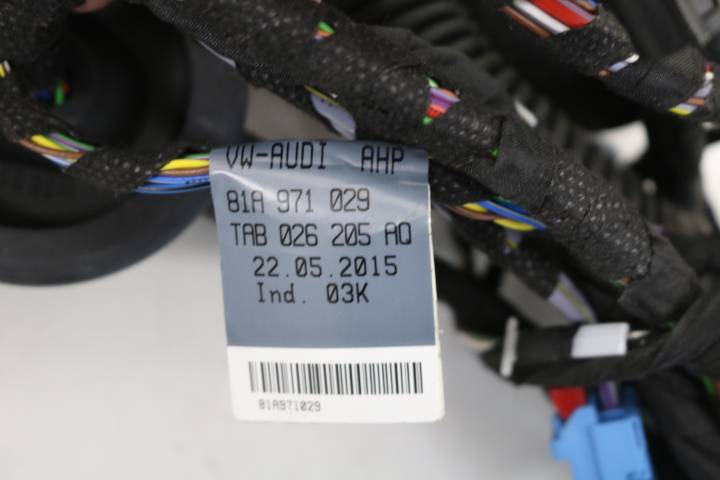 VW-AUDI AHP
81A 971 029
TAB 026 205 AQ
22.05.2015
Ind. 03K
81A971029